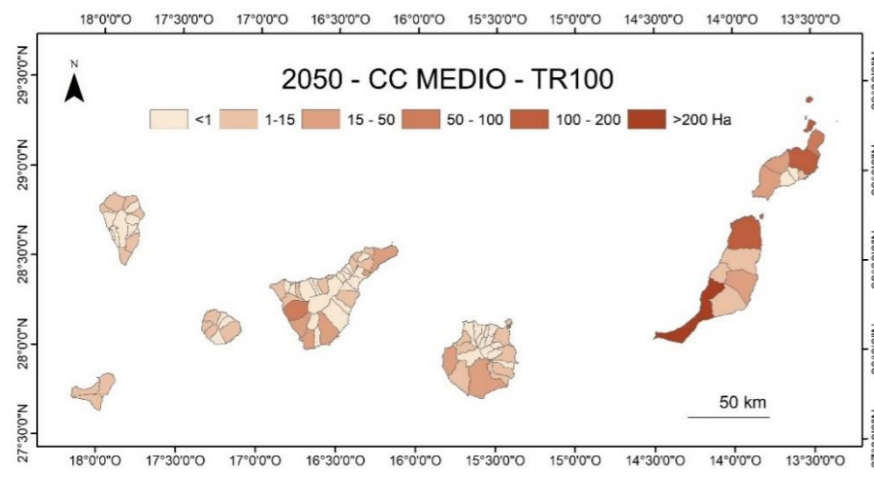 18°0'0"O 17°30'0"O 17°0'0"O 16°30'0"O 16°0'0"O 15°30'0"O 15°0'0"O 14°30'0"O 14°0'0"O 13°30'0"O
29°30'0"N
N
2050 - CC MEDIO - TR100
<1 1-15 15 - 50 50 - 100 100 - 200 >200 Ha
29°0'0"N
28°30'0"N
28°0'0"N
50 km
27°30'0"N
18°0'0"O 17°30'0"O 17°0'0"O 16°30'0"O 16°0'0"O 15°30'0"O 15°0'0"O 14°30'0"O 14°0'0"O 13°30'0"O